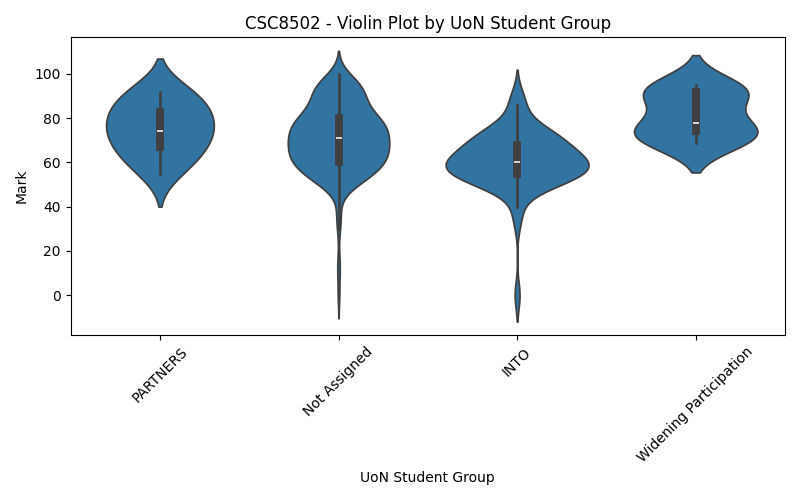 CSC8502 - Violin Plot by UoN Student Group
Mark
100
80
60
40
20
0
PARTNERS
Not Assigned
INTO
Widening Participation
UoN Student Group